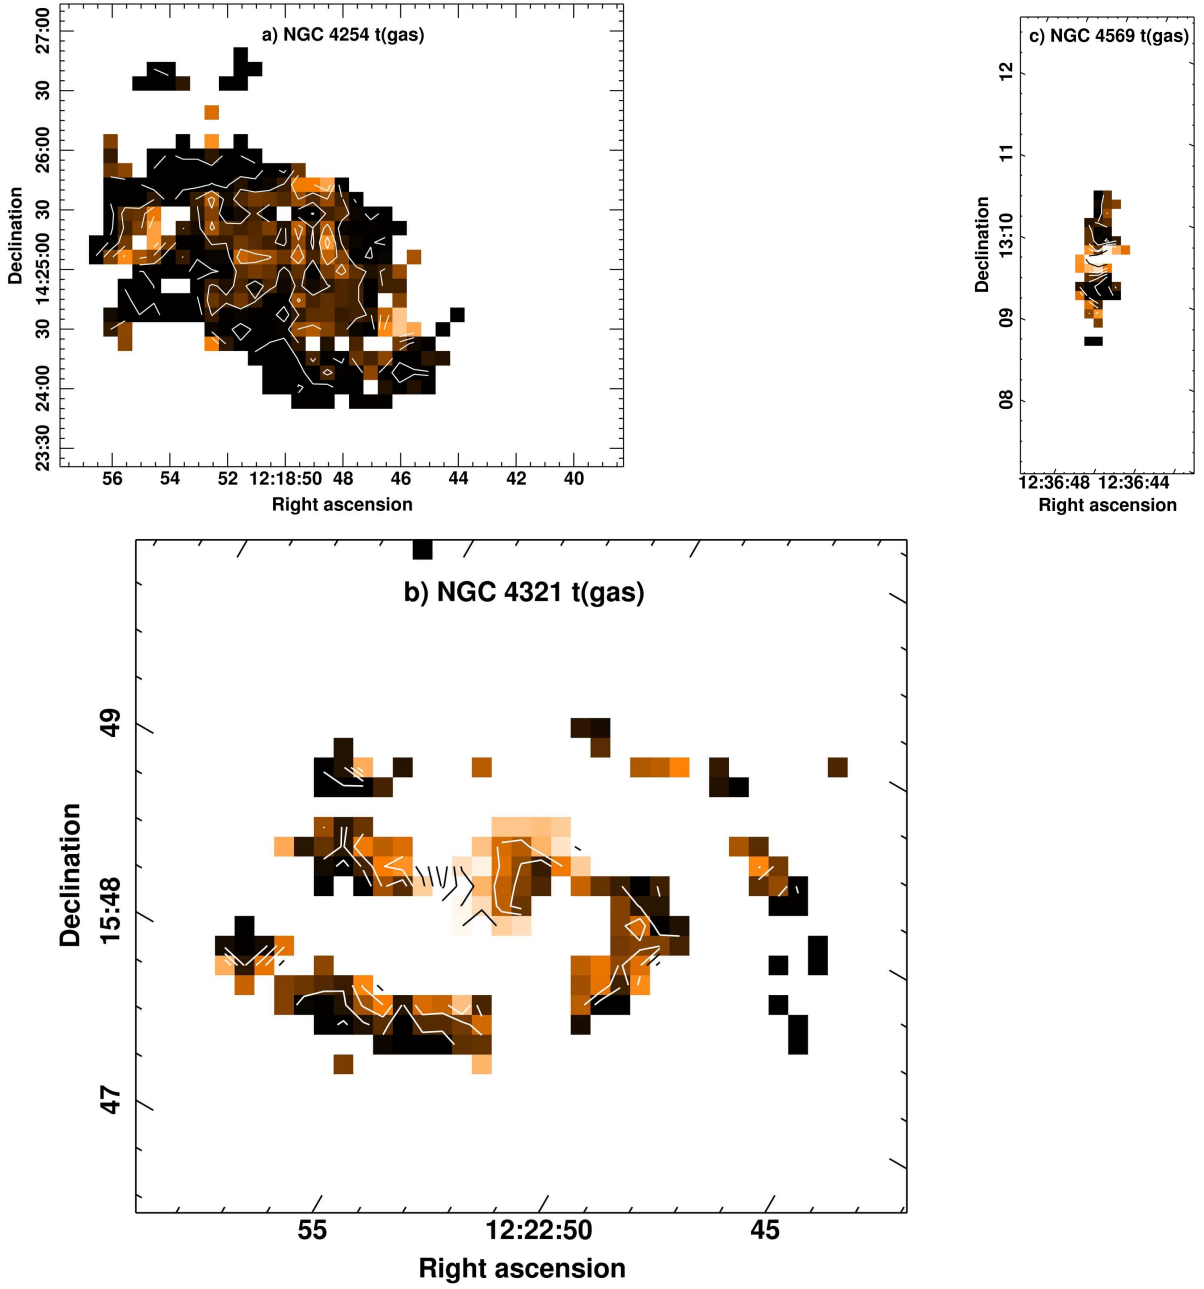 a) NGC 4254 t(gas)
27:00
30
26:00
30
14:25:00
30
24:00
23:30
Declination
56 54 52 12:18:50 48 46 44 42 40
Right ascension
c) NGC 4569 t(gas)
12
11
13:10
09
08
Declination
12:36:48 12:36:44
Right ascension
b) NGC 4321 t(gas)
49
15:48
47
Declination
55 12:22:50 45
Right ascension